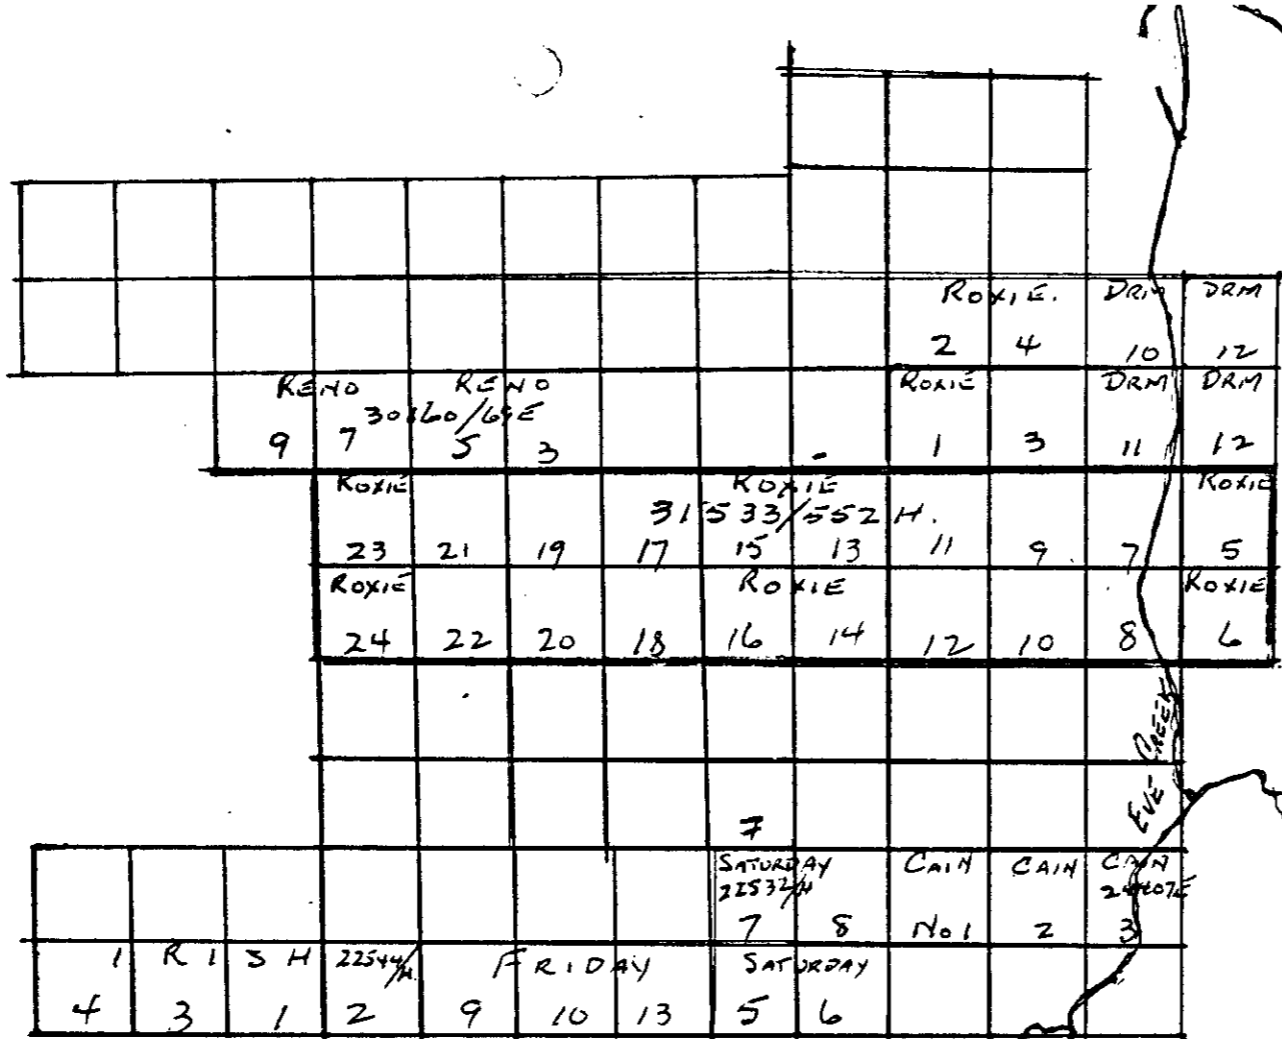 ROXIE. DRM DRM
2 4 10 12
RENO RENO ROXIE DRM DRM
30160/69E
9 7 5 3 1 3 11 12
ROXIE ROXIE ROXIE
31533/552 H.
23 21 19 17 15 13 11 9 7 5
ROXIE ROXIE ROXIE
24 22 20 18 16 14 12 10 8 6
EVE CREEK
7
SATURDAY CAIN CAIN CAIN
22532/H
7 8 No 1 2 3
I R I S H 22544/H FRIDAY SATURDAY
4 3 1 2 9 10 13 5 6